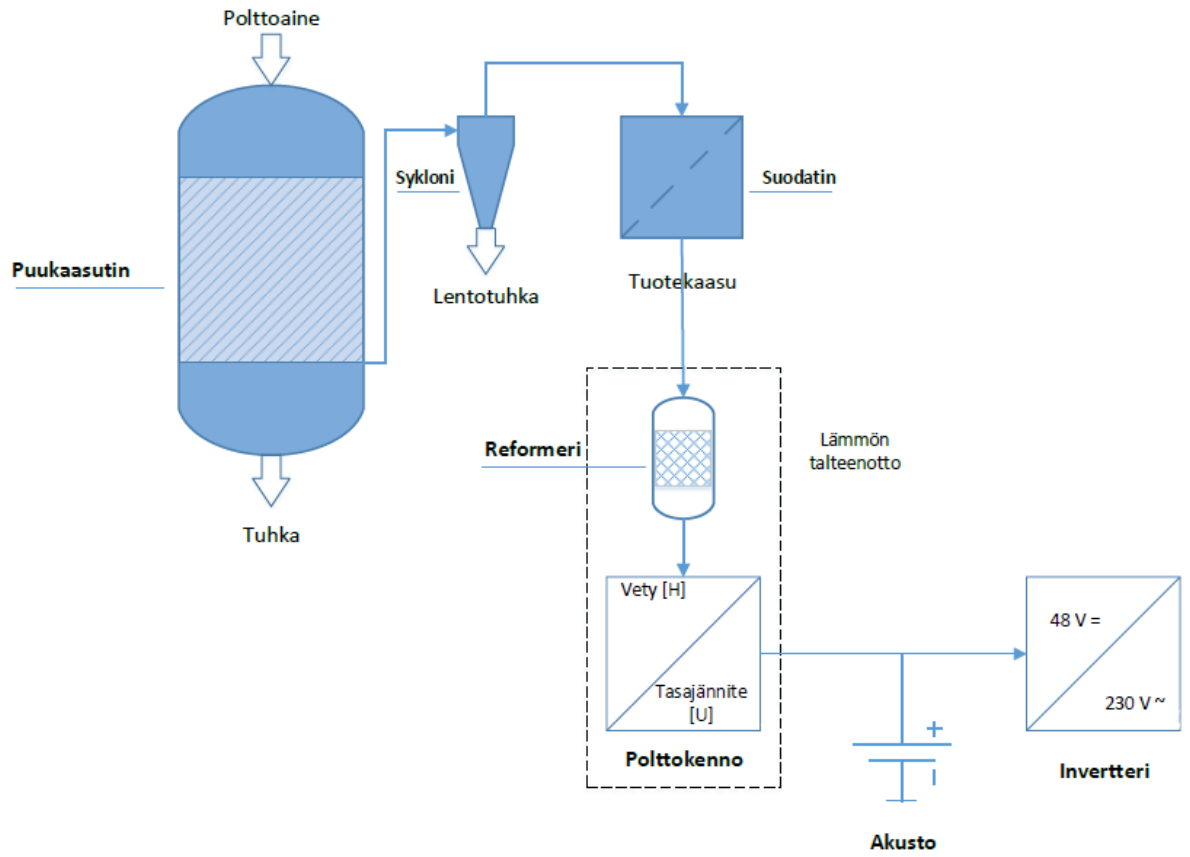 Polttoaine
Sykloni
Suodatin
Puukaasutin
Lentotuhka
Tuotekaasu
Reformeri
Lämmön
talteenotto
Tuhka
Vety [H]
Tasajännite
[U]
48 V =
230 V ~
+
–
Polttokenno
Invertteri
Akusto